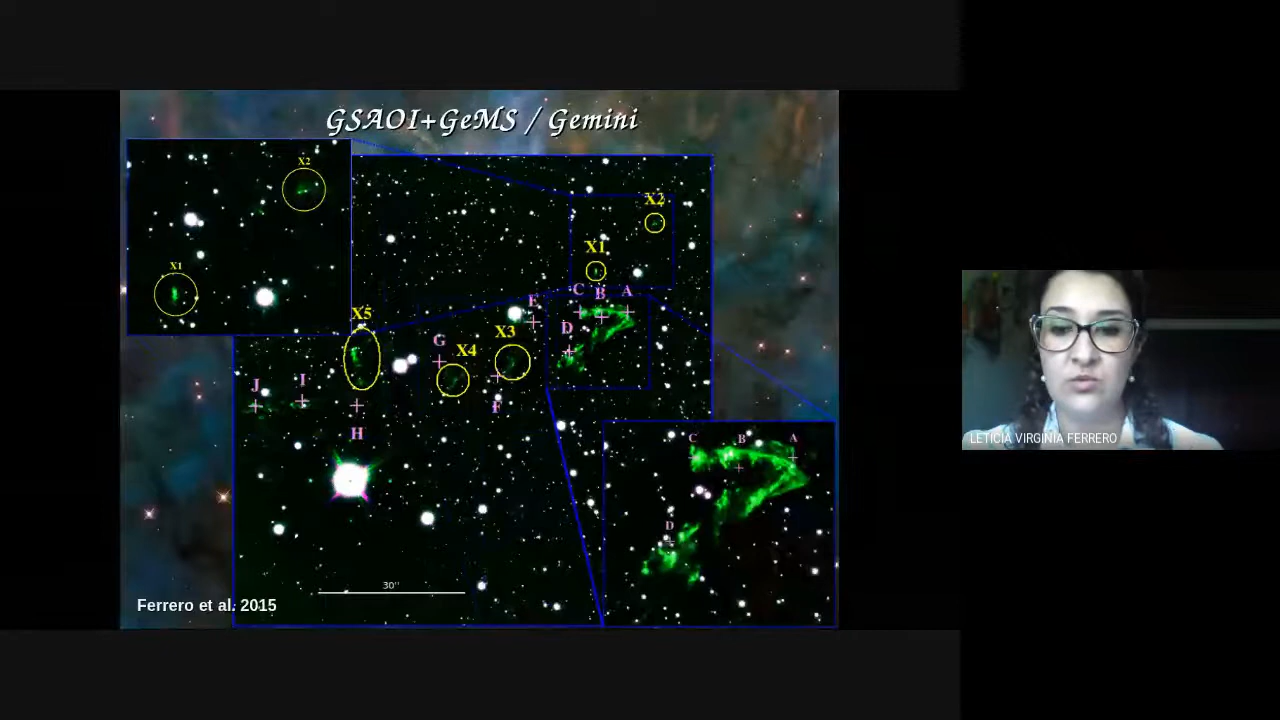 GSAOI+GeMS / Gemini
X2
X1
X2
X1
C B A
E
D
X5
X3
G
X4
J
I
F
H
C B A
D
30''
Ferrero et al. 2015
LETICIA VIRGINIA FERRERO